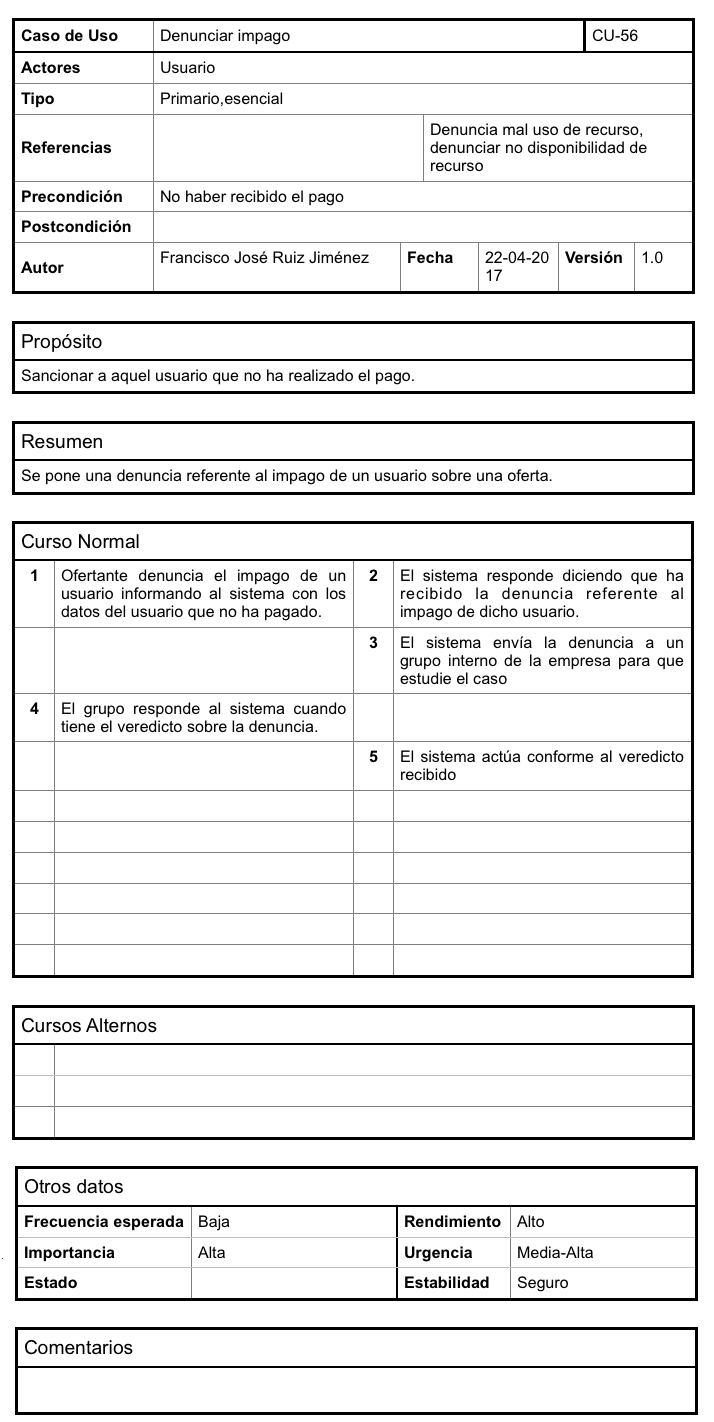 Caso de Uso Denunciar impago CU-56
Actores Usuario
Tipo Primario,esencial
Referencias Denuncia mal uso de recurso,
denunciar no disponibilidad de
recurso
Precondición No haber recibido el pago
Postcondición
Autor Francisco José Ruiz Jiménez Fecha 22-04-20 Versión 1.0
17
Propósito
Sancionar a aquel usuario que no ha realizado el pago.
Resumen
Se pone una denuncia referente al impago de un usuario sobre una oferta.
Curso Normal
1 Ofertante denuncia el impago de un
usuario informando al sistema con los
datos del usuario que no ha pagado.
2 El sistema responde diciendo que ha
recibido la denuncia referente al
impago de dicho usuario.
3 El sistema envía la denuncia a un
grupo interno de la empresa para que
estudie el caso
4 El grupo responde al sistema cuando
tiene el veredicto sobre la denuncia.
5 El sistema actúa conforme al veredicto
recibido
Cursos Alternos
Otros datos
Frecuencia esperada Baja Rendimiento Alto
Importancia Alta Urgencia Media-Alta
Estado Estabilidad Seguro
Comentarios